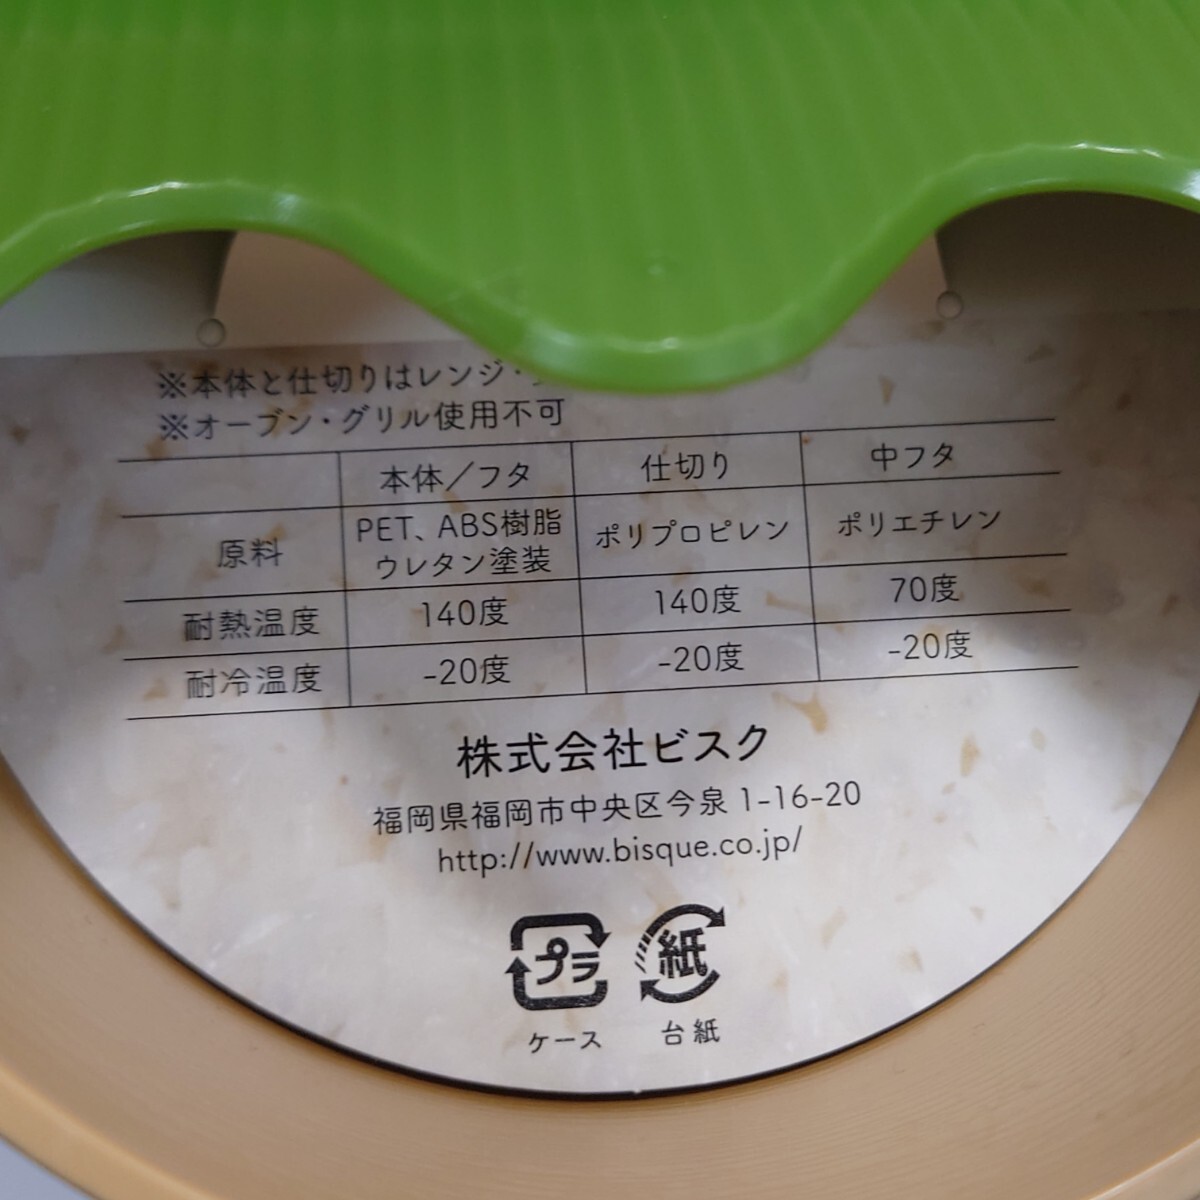 ※本体と仕切りはレンジ・
※オーブン・グリル使用不可
本体／フタ 仕切り 中フタ
原料 PET、ABS樹脂 ウレタン塗装 ポリプロピレン ポリエチレン
耐熱温度 140度 140度 70度
耐冷温度 -20度 -20度 -20度
株式会社ビスク
福岡県福岡市中央区今泉 1-16-20
http://www.bisque.co.jp/
プラ 紙
ケース 台紙